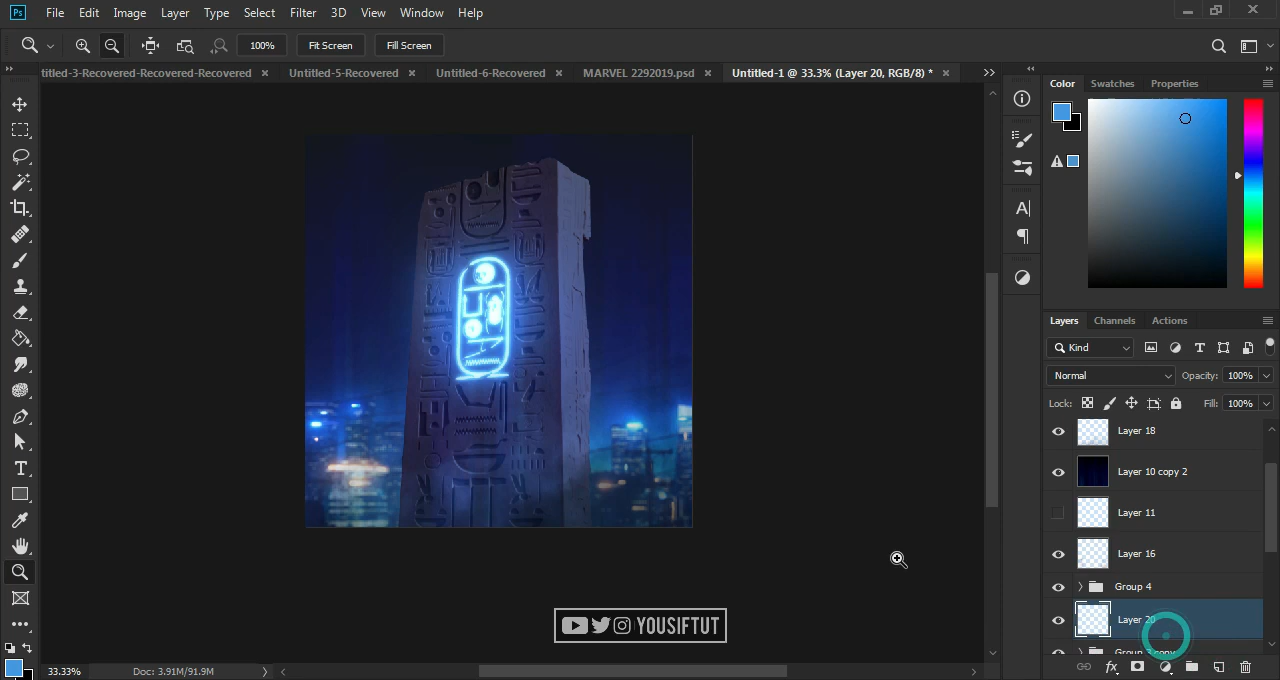 Ps File Edit Image Layer Type Select Filter 3D View Window Help
100% Fit Screen Fill Screen
titled-3-Recovered-Recovered-Recovered × Untitled-5-Recovered × Untitled-6-Recovered × MARVEL 2292019.psd × Untitled-1 @ 33.3% (Layer 20, RGB/8) * ×
Color Swatches Properties
Layers Channels Actions
Kind
Normal Opacity: 100%
Lock: Fill: 100%
Layer 18
Layer 10 copy 2
Layer 11
Layer 16
Group 4
Layer 20
YOUSIFTUT
33.33% Doc: 3.91M/91.9M